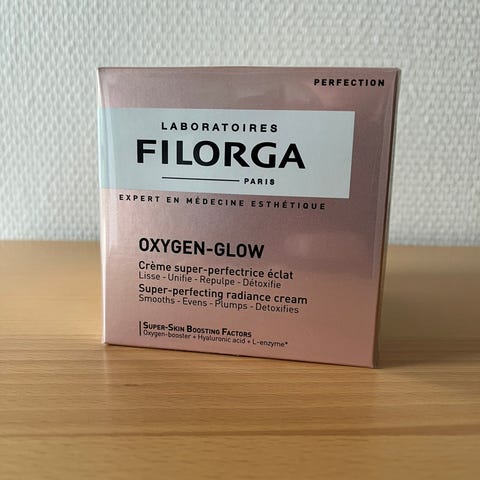 PERFECTION
LABORATOIRES
FILORGA
PARIS
EXPERT EN MÉDECINE ESTHÉTIQUE
OXYGEN-GLOW
Crème super-perfectrice éclat
Lisse - Unifie - Repulpe - Détoxifie
Super-perfecting radiance cream
Smooths - Evens - Plumps - Detoxifies
SUPER-SKIN BOOSTING FACTORS
Oxygen-booster + Hyaluronic acid + L-enzyme*